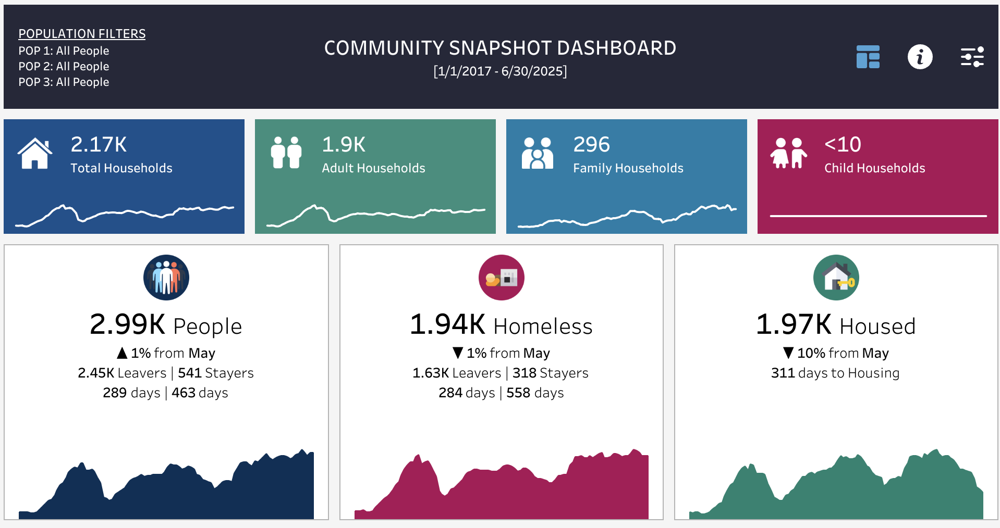 POPULATION FILTERS
POP 1: All People
POP 2: All People
POP 3: All People
COMMUNITY SNAPSHOT DASHBOARD
[1/1/2017 - 6/30/2025]
i
2.17K
Total Households
1.9K
Adult Households
296
Family Households
<10
Child Households
2.99K People
▲ 1% from May
2.45K Leavers | 541 Stayers
289 days | 463 days
1.94K Homeless
▼ 1% from May
1.63K Leavers | 318 Stayers
284 days | 558 days
1.97K Housed
▼ 10% from May
311 days to Housing